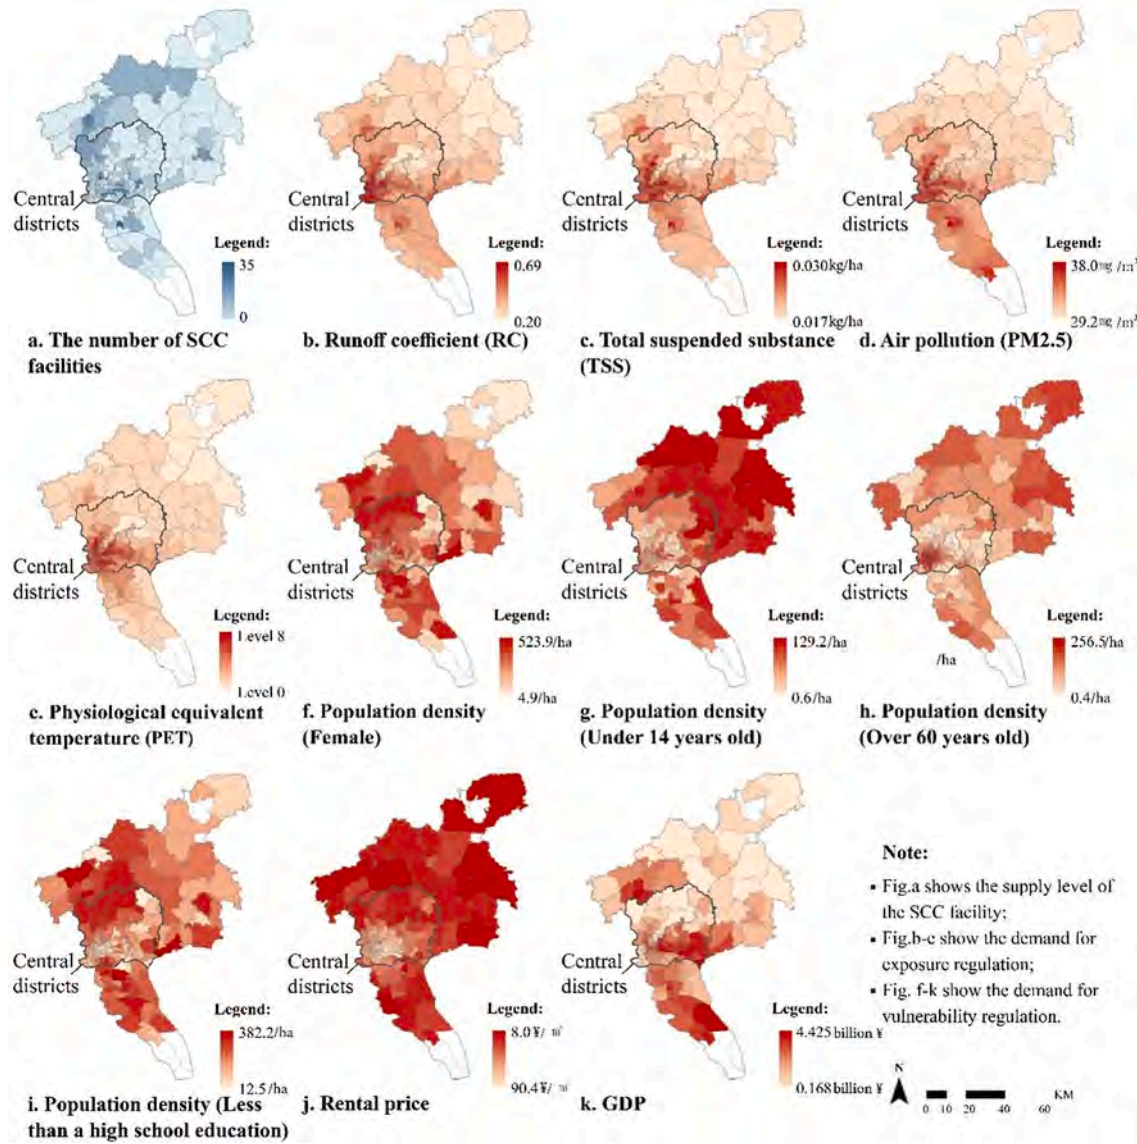 Central
districts
Legend:
35
0
a. The number of SCC
facilities
Legend:
0.69
0.20
b. Runoff coefficient (RC)
Central
districts
Legend:
0.030kg/ha
0.017kg/ha
c. Total suspended substance
(TSS)
Central
districts
Legend:
38.0㎎/m³
29.2㎎/m³
d. Air pollution (PM2.5)
Central
districts
Legend:
Level 8
Level 0
e. Physiological equivalent
temperature (PET)
Central
districts
Legend:
523.9/ha
4.9/ha
f. Population density
(Female)
Central
districts
Legend:
129.2/ha
0.6/ha
g. Population density
(Under 14 years old)
Central
districts
Legend:
256.5/ha
0.4/ha
/ha
h. Population density
(Over 60 years old)
Central
districts
Legend:
382.2/ha
12.5/ha
i. Population density (Less
than a high school education)
Central
districts
Legend:
8.0¥/㎡
90.4¥/㎡
j. Rental price
Central
districts
Legend:
4.425 billion ¥
0.168 billion ¥
k. GDP
Note:
▪ Fig.a shows the supply level of
the SCC facility;
▪ Fig.b-e show the demand for
exposure regulation;
▪ Fig. f-k show the demand for
vulnerability regulation.
N
KM
0 10 20 40 60